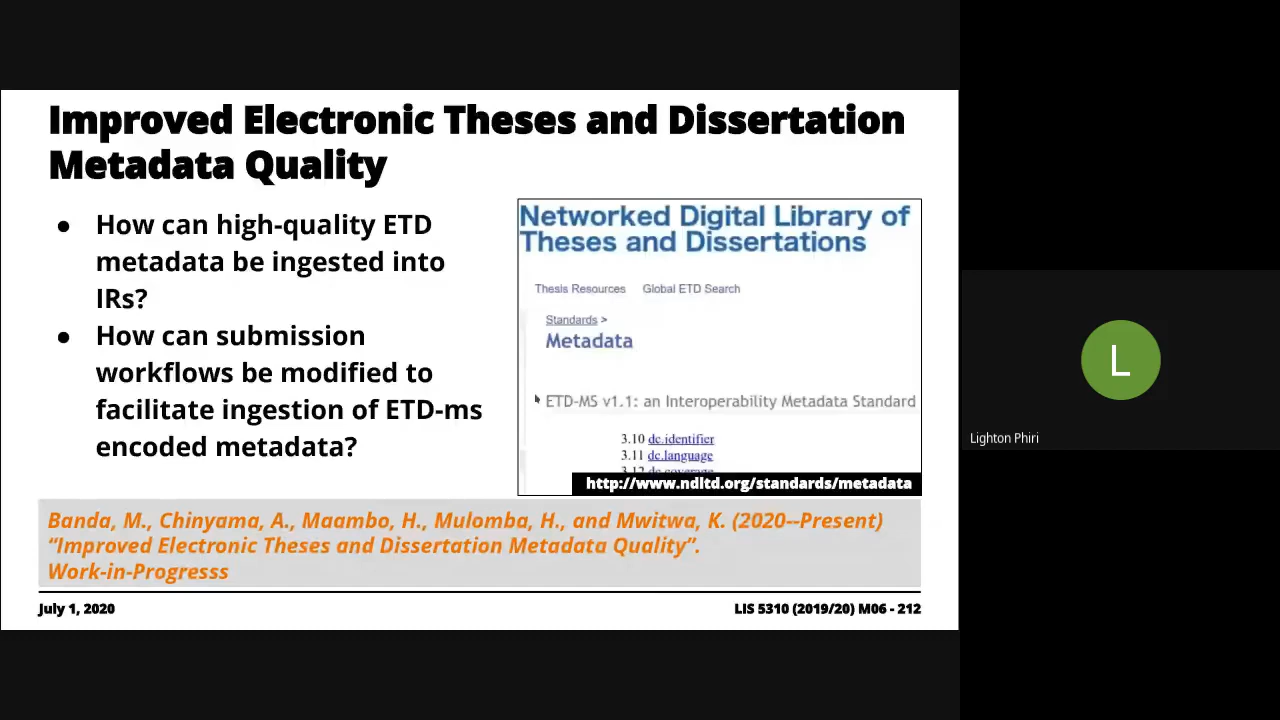 Improved Electronic Theses and Dissertation
Metadata Quality
● How can high-quality ETD
metadata be ingested into
IRs?
● How can submission
workflows be modified to
facilitate ingestion of ETD-ms
encoded metadata?
Networked Digital Library of
Theses and Dissertations
Thesis Resources Global ETD Search
Standards >
Metadata
ETD-MS v1.1: an Interoperability Metadata Standard
3.10 dc.identifier
3.11 dc.language
3.12 dc.coverage
http://www.ndltd.org/standards/metadata
Banda, M., Chinyama, A., Maambo, H., Mulomba, H., and Mwitwa, K. (2020--Present)
“Improved Electronic Theses and Dissertation Metadata Quality”.
Work-in-Progresss
July 1, 2020
LIS 5310 (2019/20) M06 - 212
L
Lighton Phiri